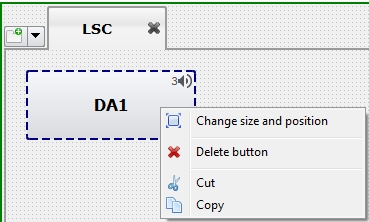 LSC
3
DA1
Change size and position
Delete button
Cut
Copy